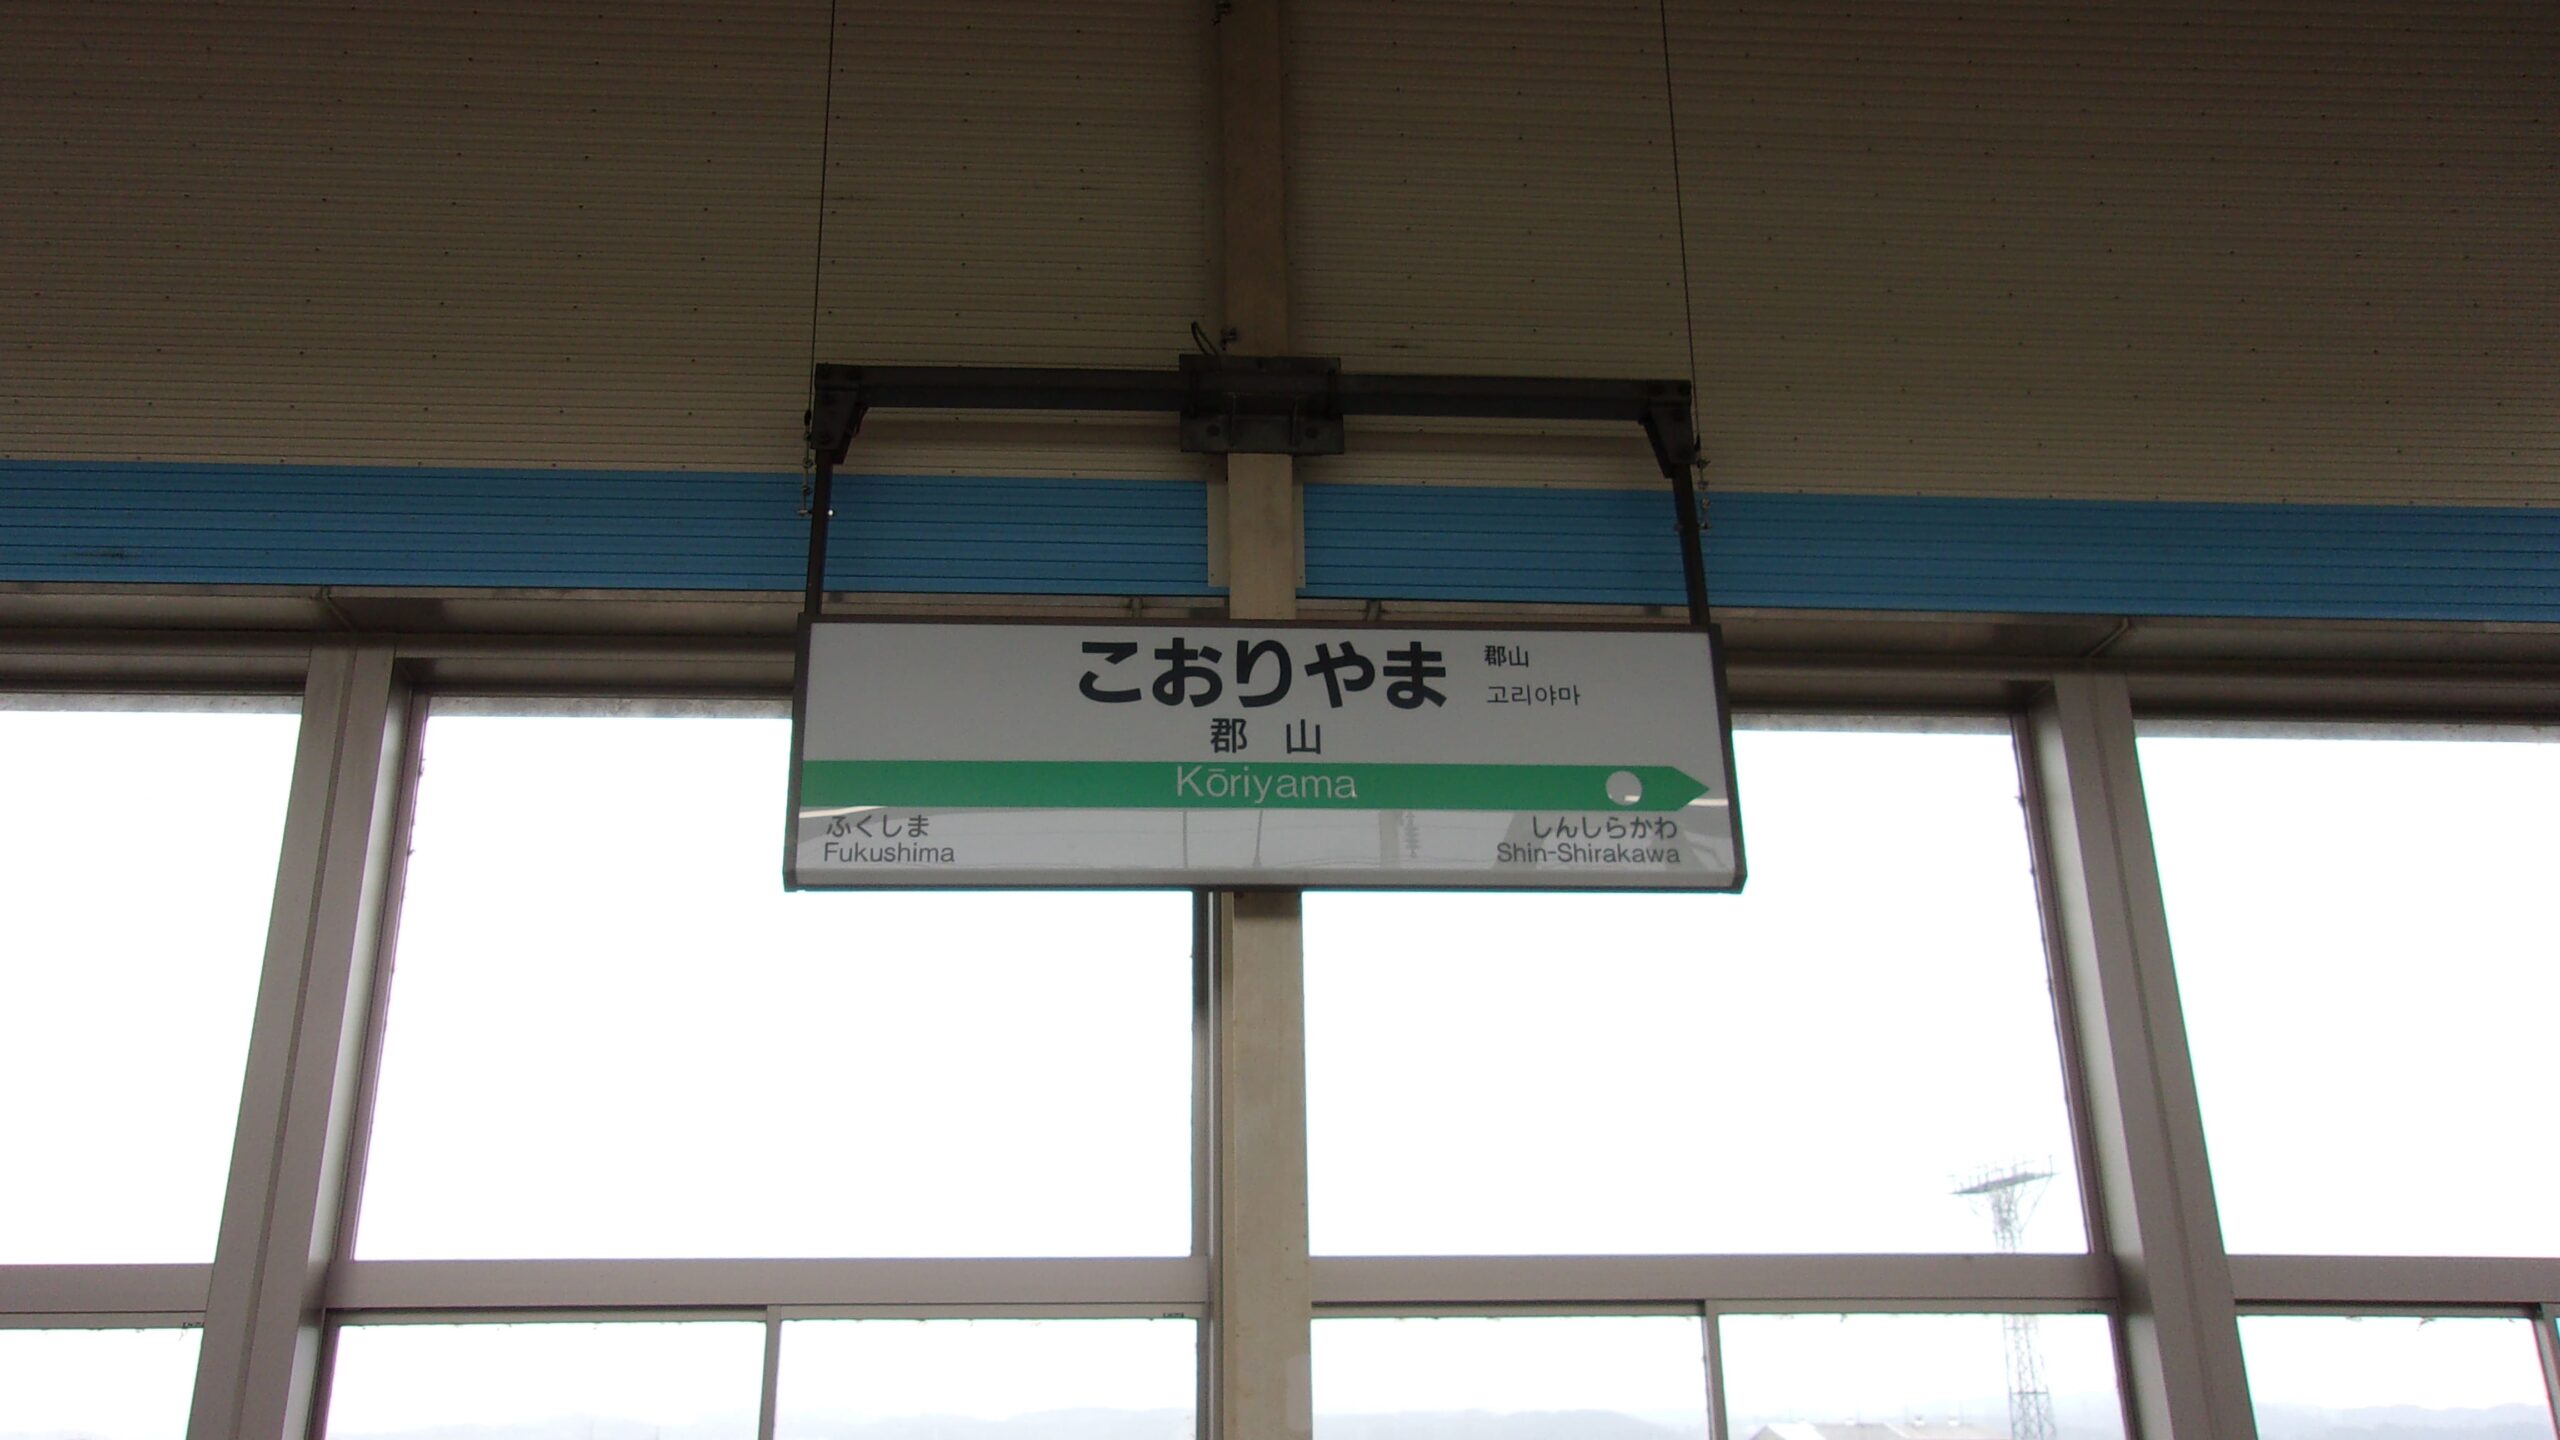 こおりやま
郡山
고리야마
郡 山
Kōriyama
ふくしま
Fukushima
しんしらかわ
Shin-Shirakawa